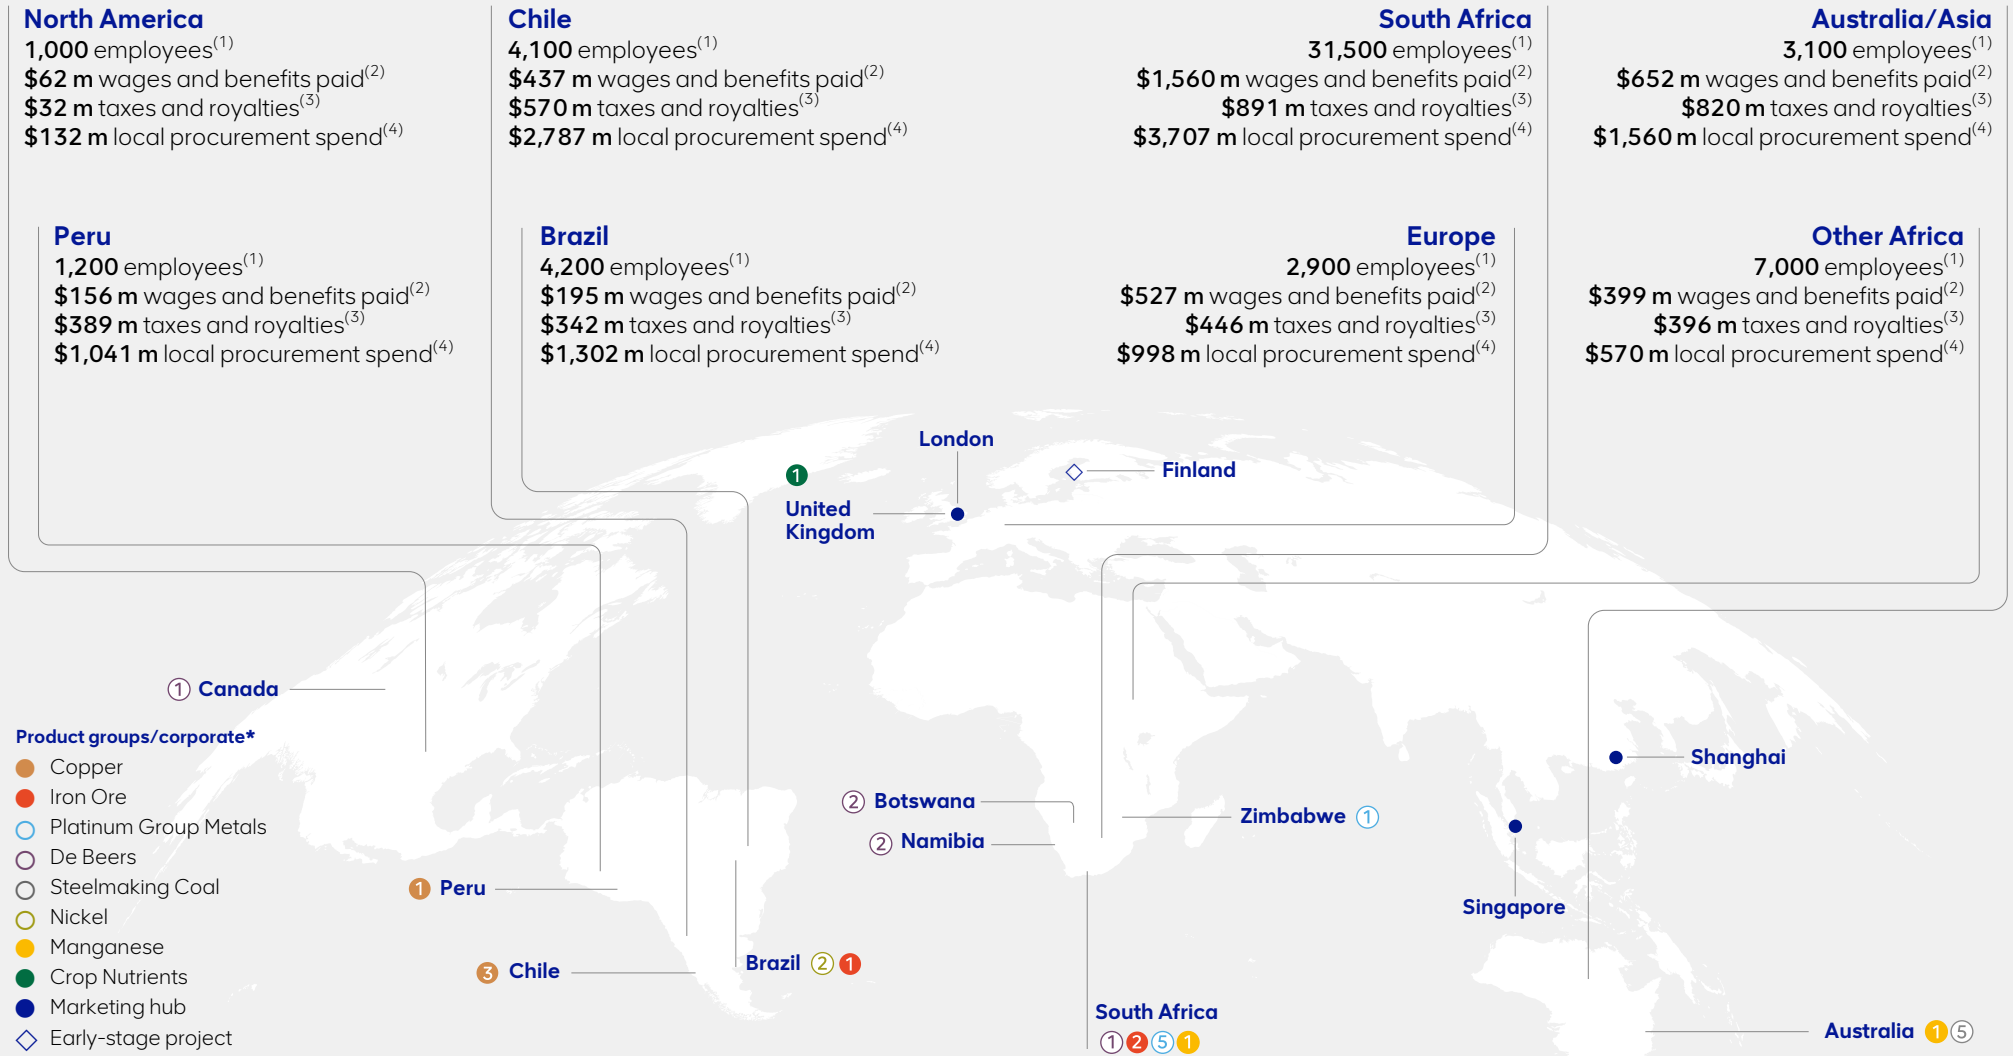 North America
1,000 employees(1)
$62 m wages and benefits paid(2)
$32 m taxes and royalties(3)
$132 m local procurement spend(4)
Chile
4,100 employees(1)
$437 m wages and benefits paid(2)
$570 m taxes and royalties(3)
$2,787 m local procurement spend(4)
South Africa
31,500 employees(1)
$1,560 m wages and benefits paid(2)
$891 m taxes and royalties(3)
$3,707 m local procurement spend(4)
Australia/Asia
3,100 employees(1)
$652 m wages and benefits paid(2)
$820 m taxes and royalties(3)
$1,560 m local procurement spend(4)
Peru
1,200 employees(1)
$156 m wages and benefits paid(2)
$389 m taxes and royalties(3)
$1,041 m local procurement spend(4)
Brazil
4,200 employees(1)
$195 m wages and benefits paid(2)
$342 m taxes and royalties(3)
$1,302 m local procurement spend(4)
Europe
2,900 employees(1)
$527 m wages and benefits paid(2)
$446 m taxes and royalties(3)
$998 m local procurement spend(4)
Other Africa
7,000 employees(1)
$399 m wages and benefits paid(2)
$396 m taxes and royalties(3)
$570 m local procurement spend(4)
London
Finland
1
United
Kingdom
1 Canada
Shanghai
2 Botswana
Zimbabwe 1
2 Namibia
1 Peru
Singapore
3 Chile
Brazil 2 1
South Africa
1 2 5 1
Australia 1 5
Product groups/corporate*
Copper
Iron Ore
Platinum Group Metals
De Beers
Steelmaking Coal
Nickel
Manganese
Crop Nutrients
Marketing hub
Early-stage project